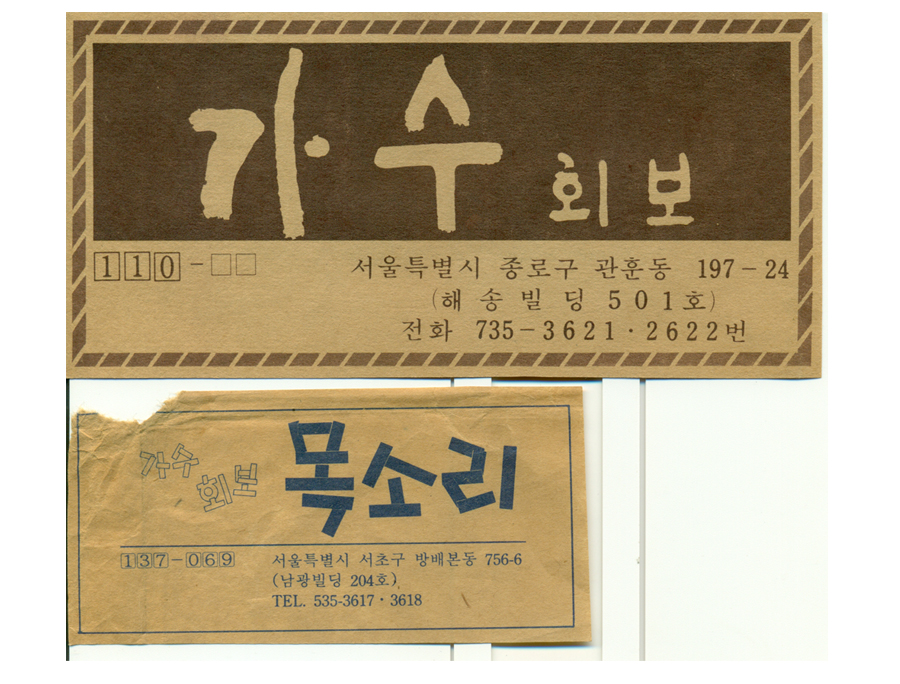 가수 회보
110-□□
서울특별시 종로구 관훈동 197-24
(해송빌딩 501호)
전화 735-3621·2622번
가수 회보
목소리
137-069
서울특별시 서초구 방배본동 756-6
(남광빌딩 204호)
TEL. 535-3617·3618